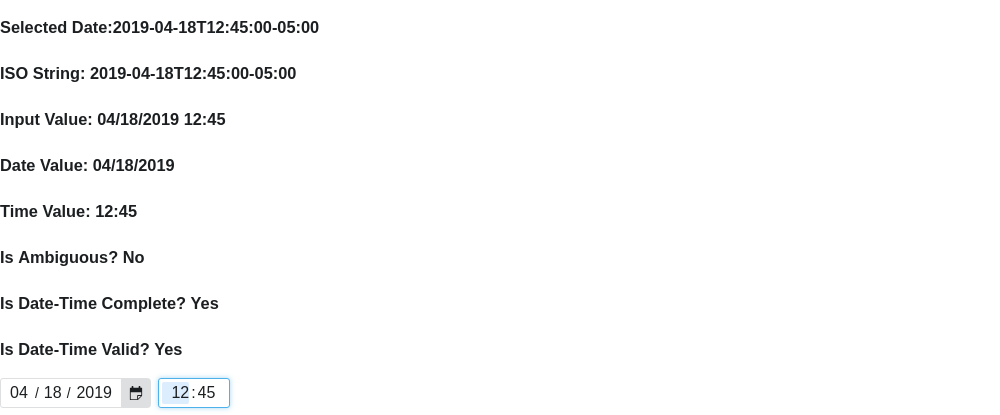 Selected Date:2019-04-18T12:45:00-05:00
ISO String: 2019-04-18T12:45:00-05:00
Input Value: 04/18/2019 12:45
Date Value: 04/18/2019
Time Value: 12:45
Is Ambiguous? No
Is Date-Time Complete? Yes
Is Date-Time Valid? Yes
04 / 18 / 2019 12:45